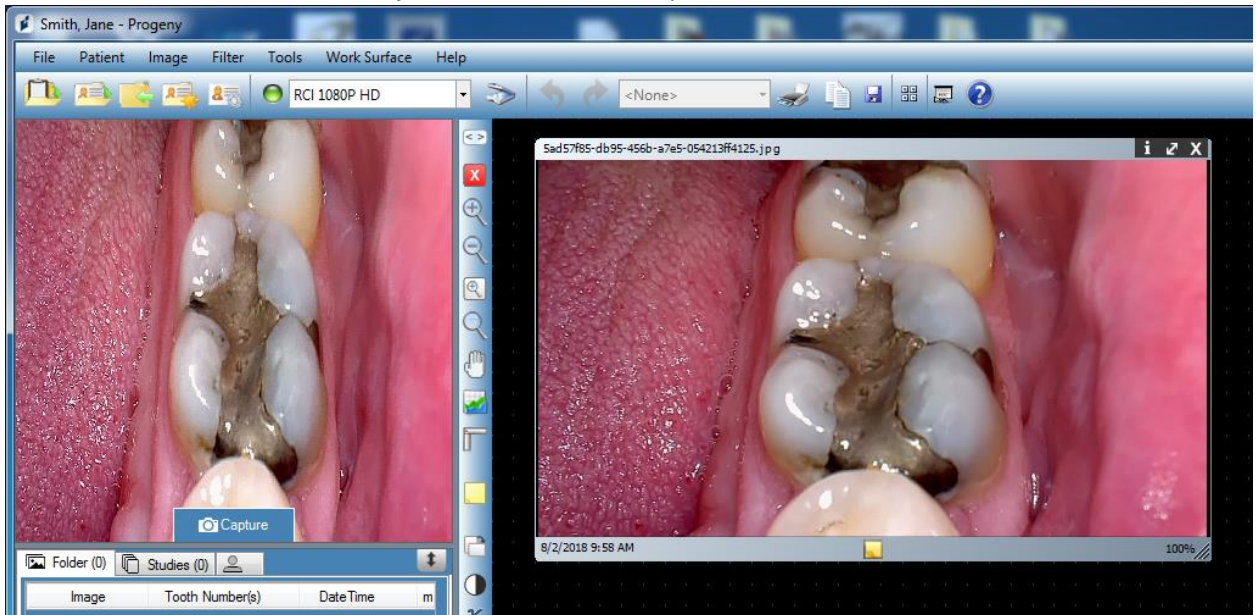 Smith, Jane - Progeny
File Patient Image Filter Tools Work Surface Help
RCI 1080P HD
<None>
5ad57f85-db95-456b-a7e5-054213ff4125.jpg
i X
X
Capture
8/2/2018 9:58 AM
100%
Folder (0) Studies (0)
Image Tooth Number(s) DateTime m